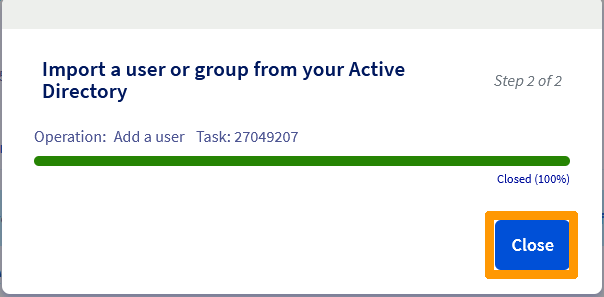 Import a user or group from your Active
Directory
Step 2 of 2
Operation: Add a user Task: 27049207
Closed (100%)
Close